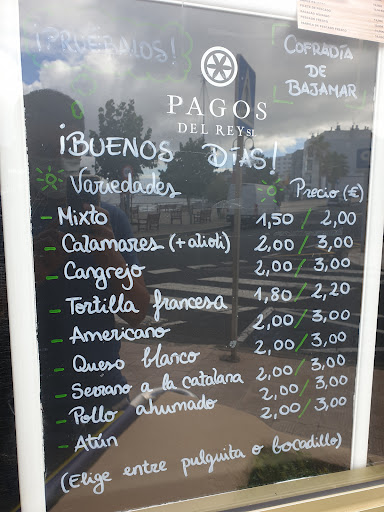 ¡PRUÉBALOS!
COFRADÍA
DE
BAJAMAR
PAGOS
DEL REY SL
¡BUENOS DÍAS!
Variedades Precio (€)
- Mixto 1,50 / 2,00
- Calamares (+alioli) 2,00 / 3,00
- Cangrejo 2,00 / 3,00
- Tortilla francesa 1,80 / 2,20
- Americano 2,00 / 3,00
- Queso blanco 2,00 / 3,00
- Serrano a la catalana 2,00 / 3,00
- Pollo ahumado 2,00 / 3,00
- Atún
(Elige entre pulguita o bocadillo)